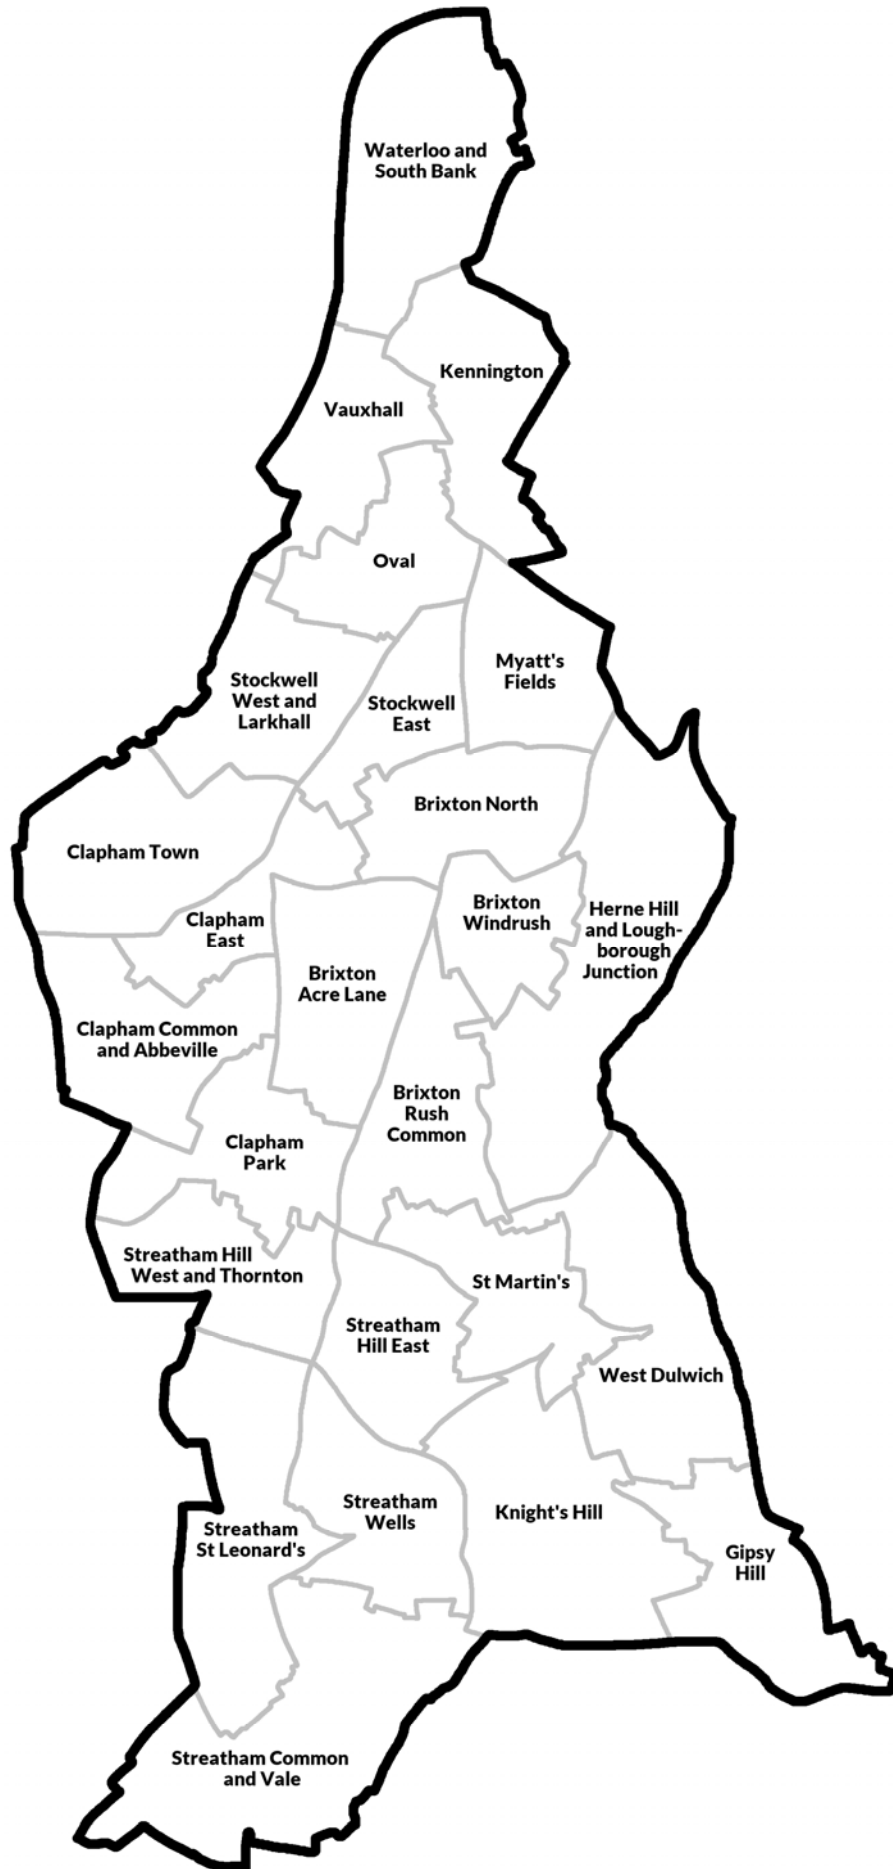 Waterloo and
South Bank
Kennington
Vauxhall
Oval
Myatt's
Fields
Stockwell
West and
Larkhall
Stockwell
East
Brixton North
Clapham Town
Brixton
Windrush
Herne Hill
and Lough-
borough
Junction
Clapham
East
Brixton
Acre Lane
Clapham Common
and Abbeville
Brixton
Rush
Common
Clapham
Park
Streatham Hill
West and Thornton
St Martin's
Streatham
Hill East
West Dulwich
Streatham
Wells
Knight's Hill
Streatham
St Leonard's
Gipsy
Hill
Streatham Common
and Vale